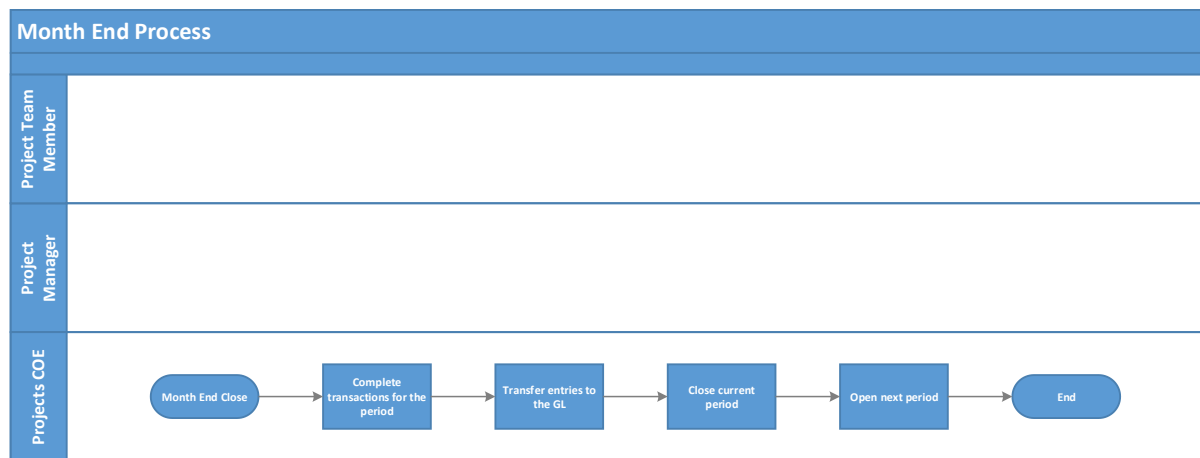 Month End Process
Project Team
Member
Project
Manager
Projects COE
Month End Close
Complete
transactions for the
period
Transfer entries to
the GL
Close current
period
Open next period
End